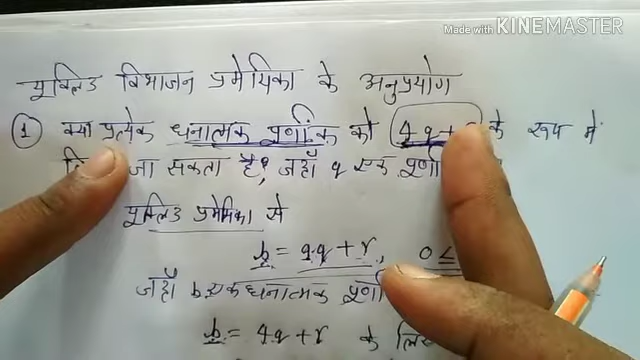 Made with KINEMASTER
यूक्लिड विभाजन प्रमेयिका के अनुप्रयोग
① क्या प्रत्येक धनात्मक पूर्णांक को 4q+ के रूप में
जा सकता है?, जहाँ q एक पूर्णां
यूक्लिड प्रमेयिका से
b = qq + r, 0 <
जहाँ b एक धनात्मक पूर्णां
b = 4q + r के लिए